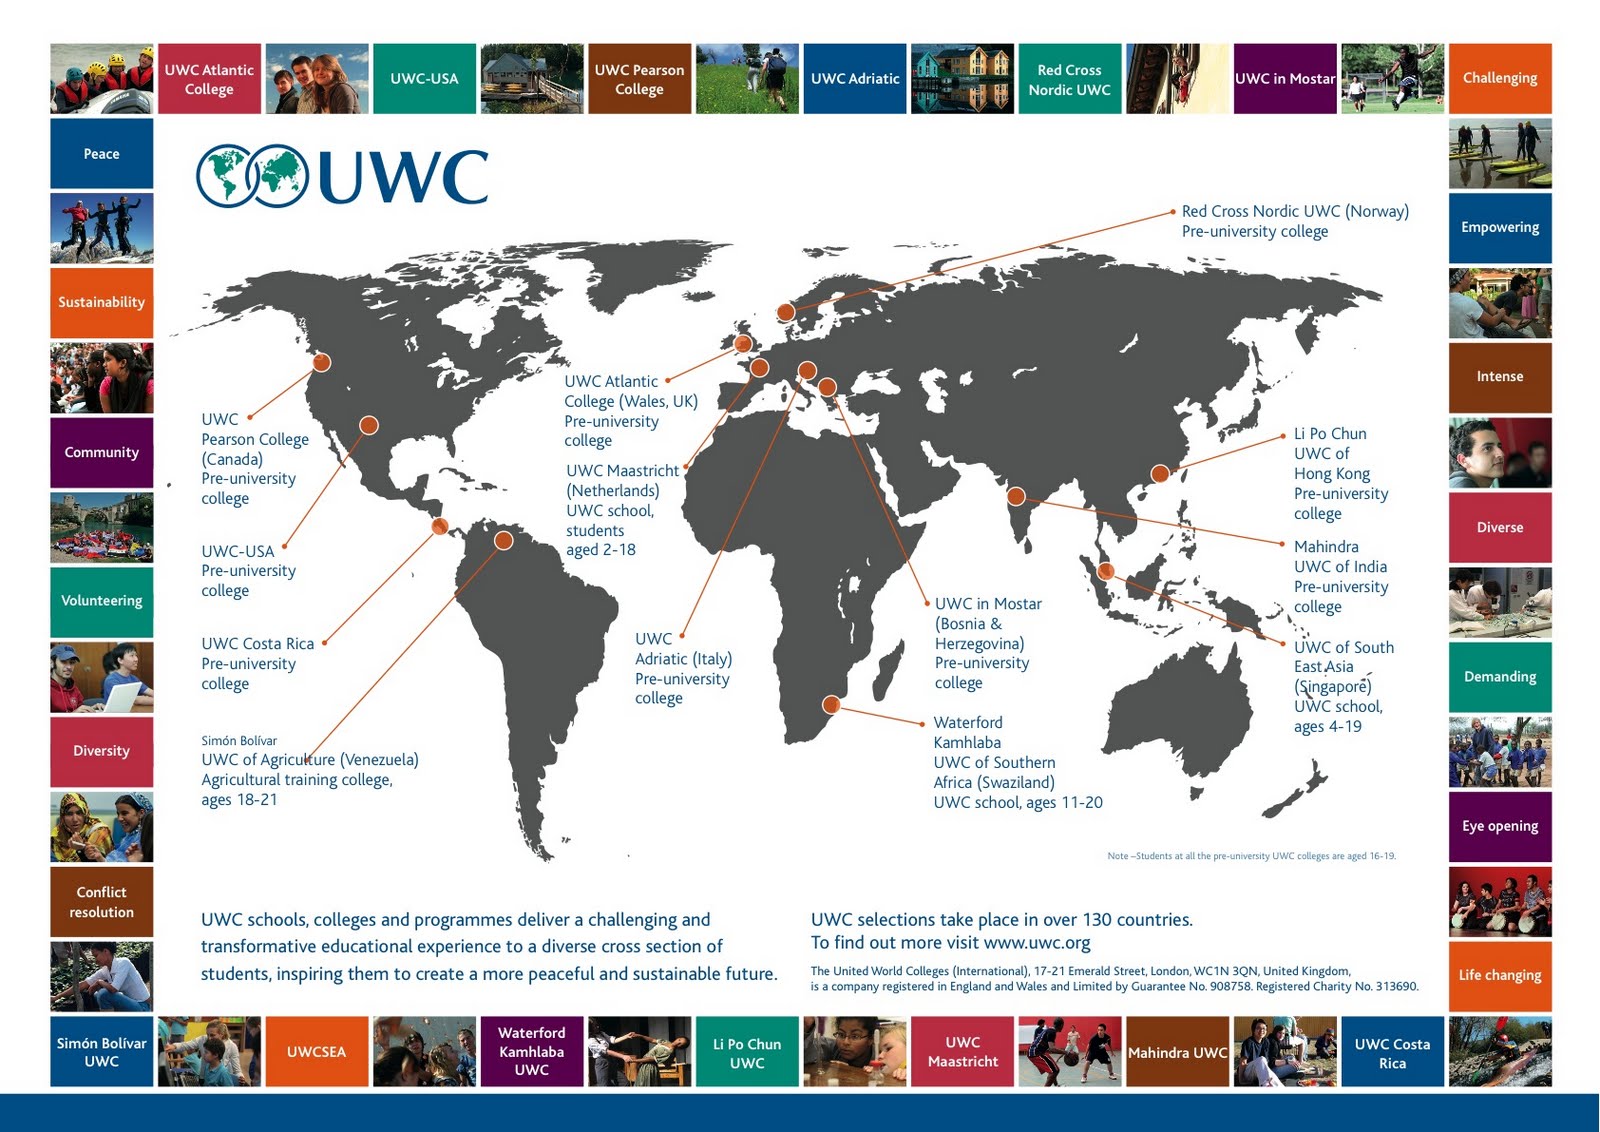 UWC Atlantic
College
UWC-USA
UWC Pearson
College
UWC Adriatic
Red Cross
Nordic UWC
UWC in Mostar
Challenging
Peace
Sustainability
Community
Volunteering
Diversity
Conflict
resolution
UWC
Red Cross Nordic UWC (Norway)
Pre-university college
UWC Atlantic
College (Wales, UK)
Pre-university
college
UWC
Pearson College
(Canada)
Pre-university
college
UWC Maastricht
(Netherlands)
UWC school,
students
aged 2-18
Li Po Chun
UWC of
Hong Kong
Pre-university
college
UWC-USA
Pre-university
college
Mahindra
UWC of India
Pre-university
college
UWC Costa Rica
Pre-university
college
UWC
Adriatic (Italy)
Pre-university
college
UWC in Mostar
(Bosnia &
Herzegovina)
Pre-university
college
UWC of South
East Asia
(Singapore)
UWC school,
ages 4-19
Simón Bolívar
UWC of Agriculture (Venezuela)
Agricultural training college,
ages 18-21
Waterford
Kamhlaba
UWC of Southern
Africa (Swaziland)
UWC school, ages 11-20
Note –Students at all the pre-university UWC colleges are aged 16-19.
UWC schools, colleges and programmes deliver a challenging and
transformative educational experience to a diverse cross section of
students, inspiring them to create a more peaceful and sustainable future.
UWC selections take place in over 130 countries.
To find out more visit www.uwc.org
The United World Colleges (International), 17-21 Emerald Street, London, WC1N 3QN, United Kingdom,
is a company registered in England and Wales and Limited by Guarantee No. 908758. Registered Charity No. 313690.
Empowering
Intense
Diverse
Demanding
Eye opening
Life changing
Simón Bolívar
UWC
UWCSEA
Waterford
Kamhlaba
UWC
Li Po Chun
UWC
UWC
Maastricht
Mahindra UWC
UWC Costa
Rica